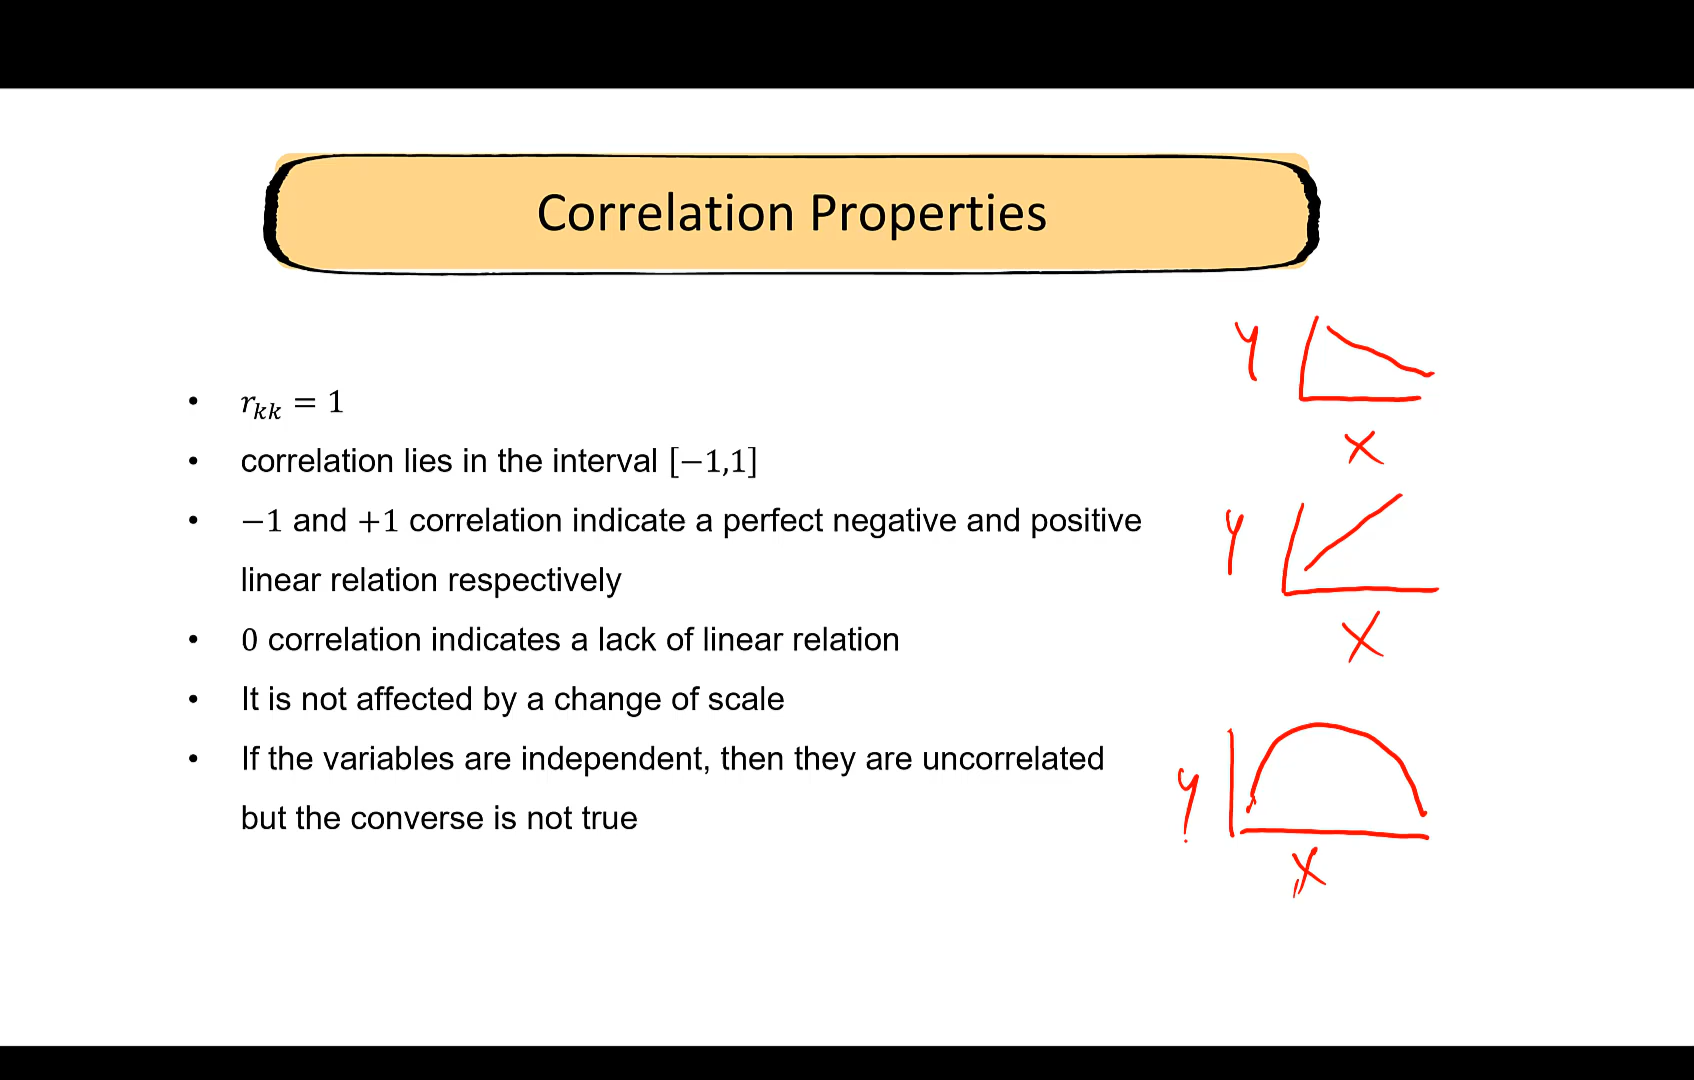 Correlation Properties
• r_{kk} = 1
• correlation lies in the interval [−1,1]
• −1 and +1 correlation indicate a perfect negative and positive
linear relation respectively
• 0 correlation indicates a lack of linear relation
• It is not affected by a change of scale
• If the variables are independent, then they are uncorrelated
but the converse is not true
y
x
y
x
y
x